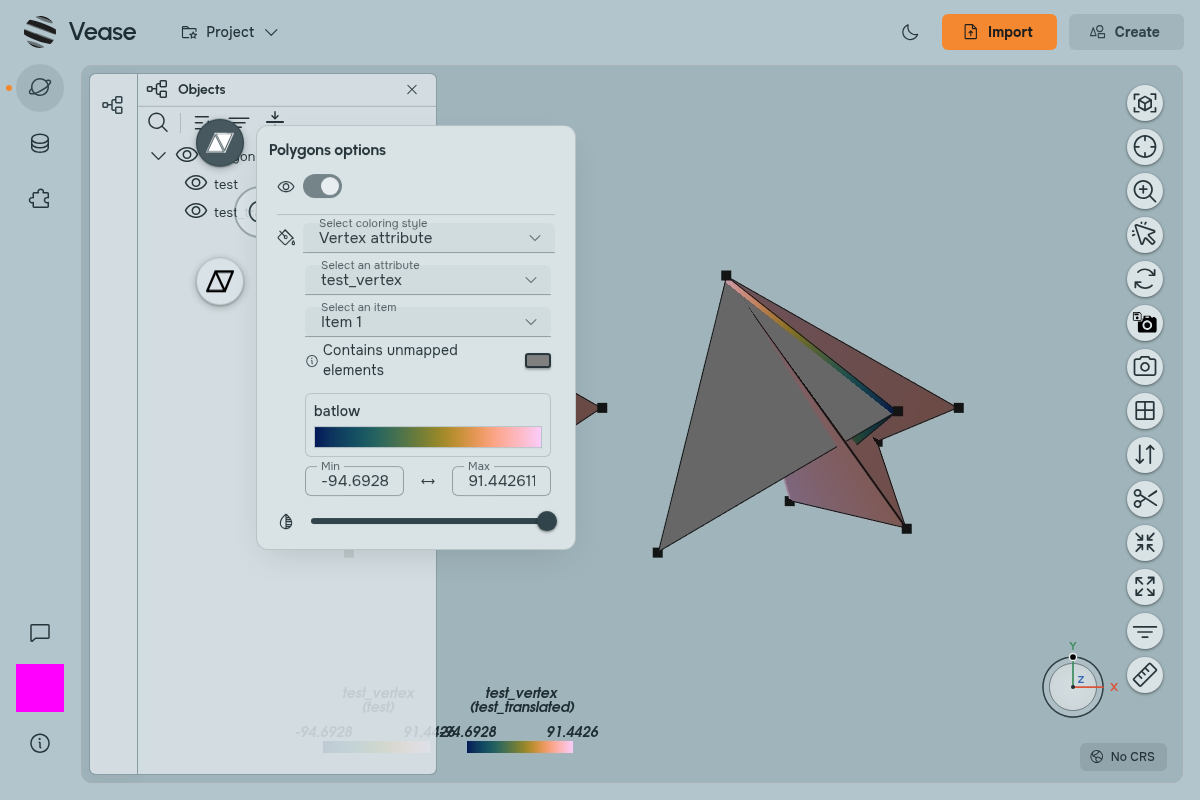 Vease
Project
Import
Create
Objects
Polygons options
test
test
Select coloring style
Vertex attribute
Select an attribute
test_vertex
Select an item
Item 1
Contains unmapped
elements
batlow
Min
-94.6928
Max
91.442611
test_vertex
(test)
-94.6928
91.4426
test_vertex
(test_translated)
-94.6928
91.4426
Y
Z
X
No CRS